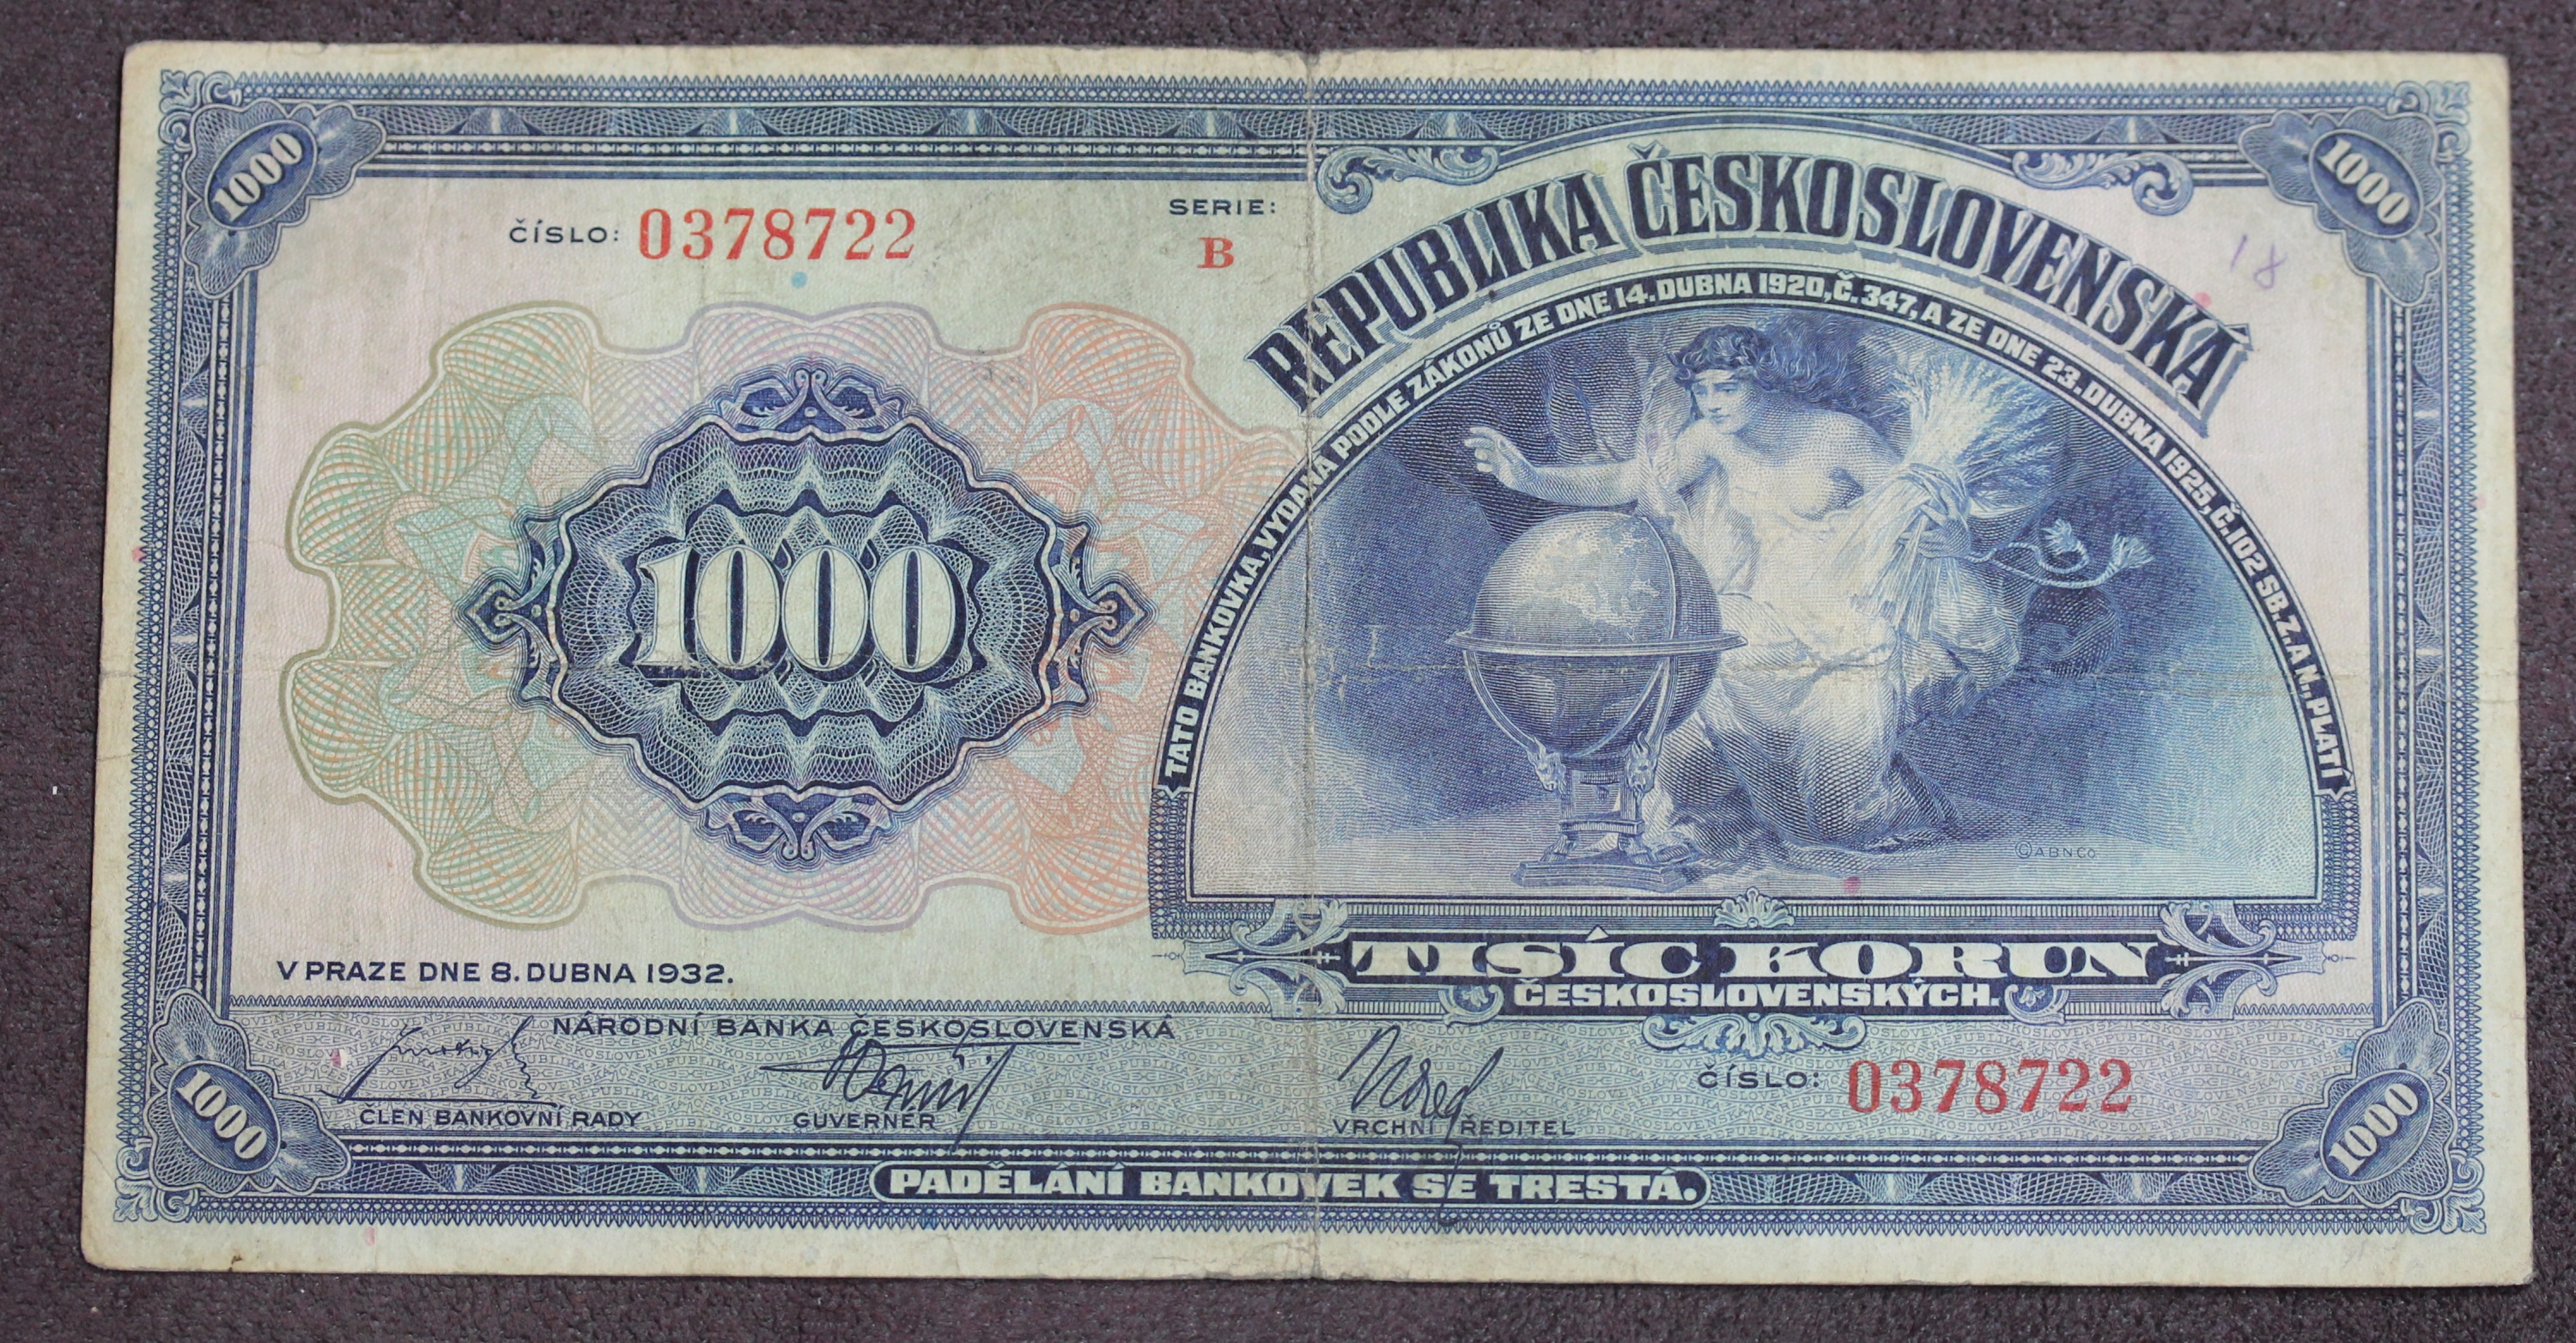 1000
1000
ČÍSLO: 0378722
SERIE:
B
18
REPUBLIKA ČESKOSLOVENSKÁ
TATO BANKOVKA, VYDANÁ PODLE ZÁKONŮ ZE DNE 14. DUBNA 1920, Č. 347, A ZE DNE 23. DUBNA 1925, Č. 102 SB. Z. A N., PLATÍ
1000
©ABNCo
TISÍC KORUN
ČESKOSLOVENSKÝCH.
V PRAZE DNE 8. DUBNA 1932.
NÁRODNÍ BANKA ČESKOSLOVENSKÁ
ČÍSLO: 0378722
ČLEN BANKOVNÍ RADY
GUVERNÉR
VRCHNÍ ŘEDITEL
1000
1000
PADĚLÁNÍ BANKOVEK SE TRESTÁ.